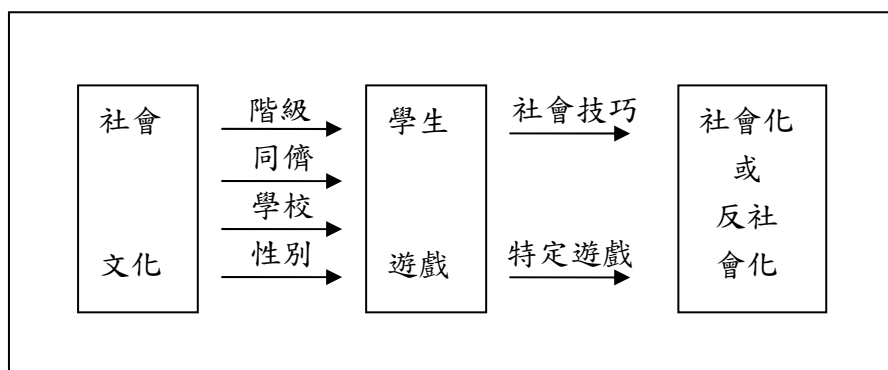 社會
文化
階級
同儕
學校
性別
學生
遊戲
社會技巧
特定遊戲
社會化
或
反社
會化